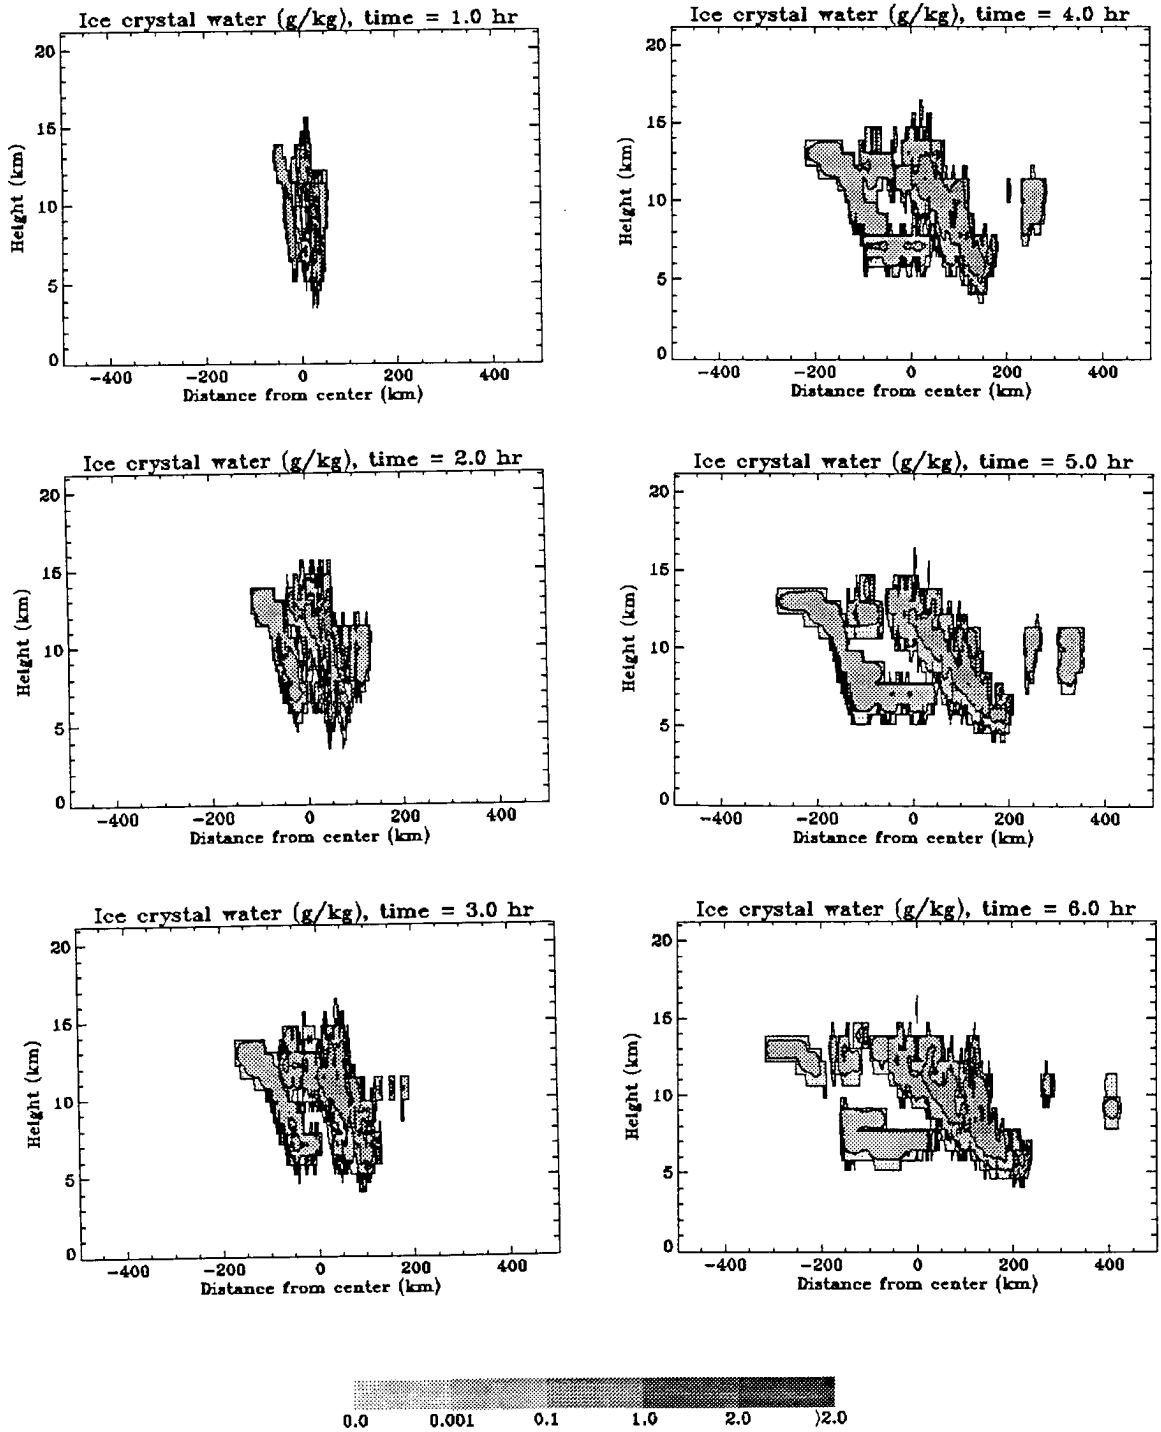 Ice crystal water (g/kg), time = 1.0 hr
20
15
10
5
0
Height (km)
-400 -200 0 200 400
Distance from center (km)
Ice crystal water (g/kg), time = 2.0 hr
20
15
10
5
0
Height (km)
-400 -200 0 200 400
Distance from center (km)
Ice crystal water (g/kg), time = 3.0 hr
20
15
10
5
0
Height (km)
-400 -200 0 200 400
Distance from center (km)
Ice crystal water (g/kg), time = 4.0 hr
20
15
10
5
0
Height (km)
-400 -200 0 200 400
Distance from center (km)
Ice crystal water (g/kg), time = 5.0 hr
20
15
10
5
0
Height (km)
-400 -200 0 200 400
Distance from center (km)
Ice crystal water (g/kg), time = 6.0 hr
20
15
10
5
0
Height (km)
-400 -200 0 200 400
Distance from center (km)
0.0 0.001 0.1 1.0 2.0 >2.0